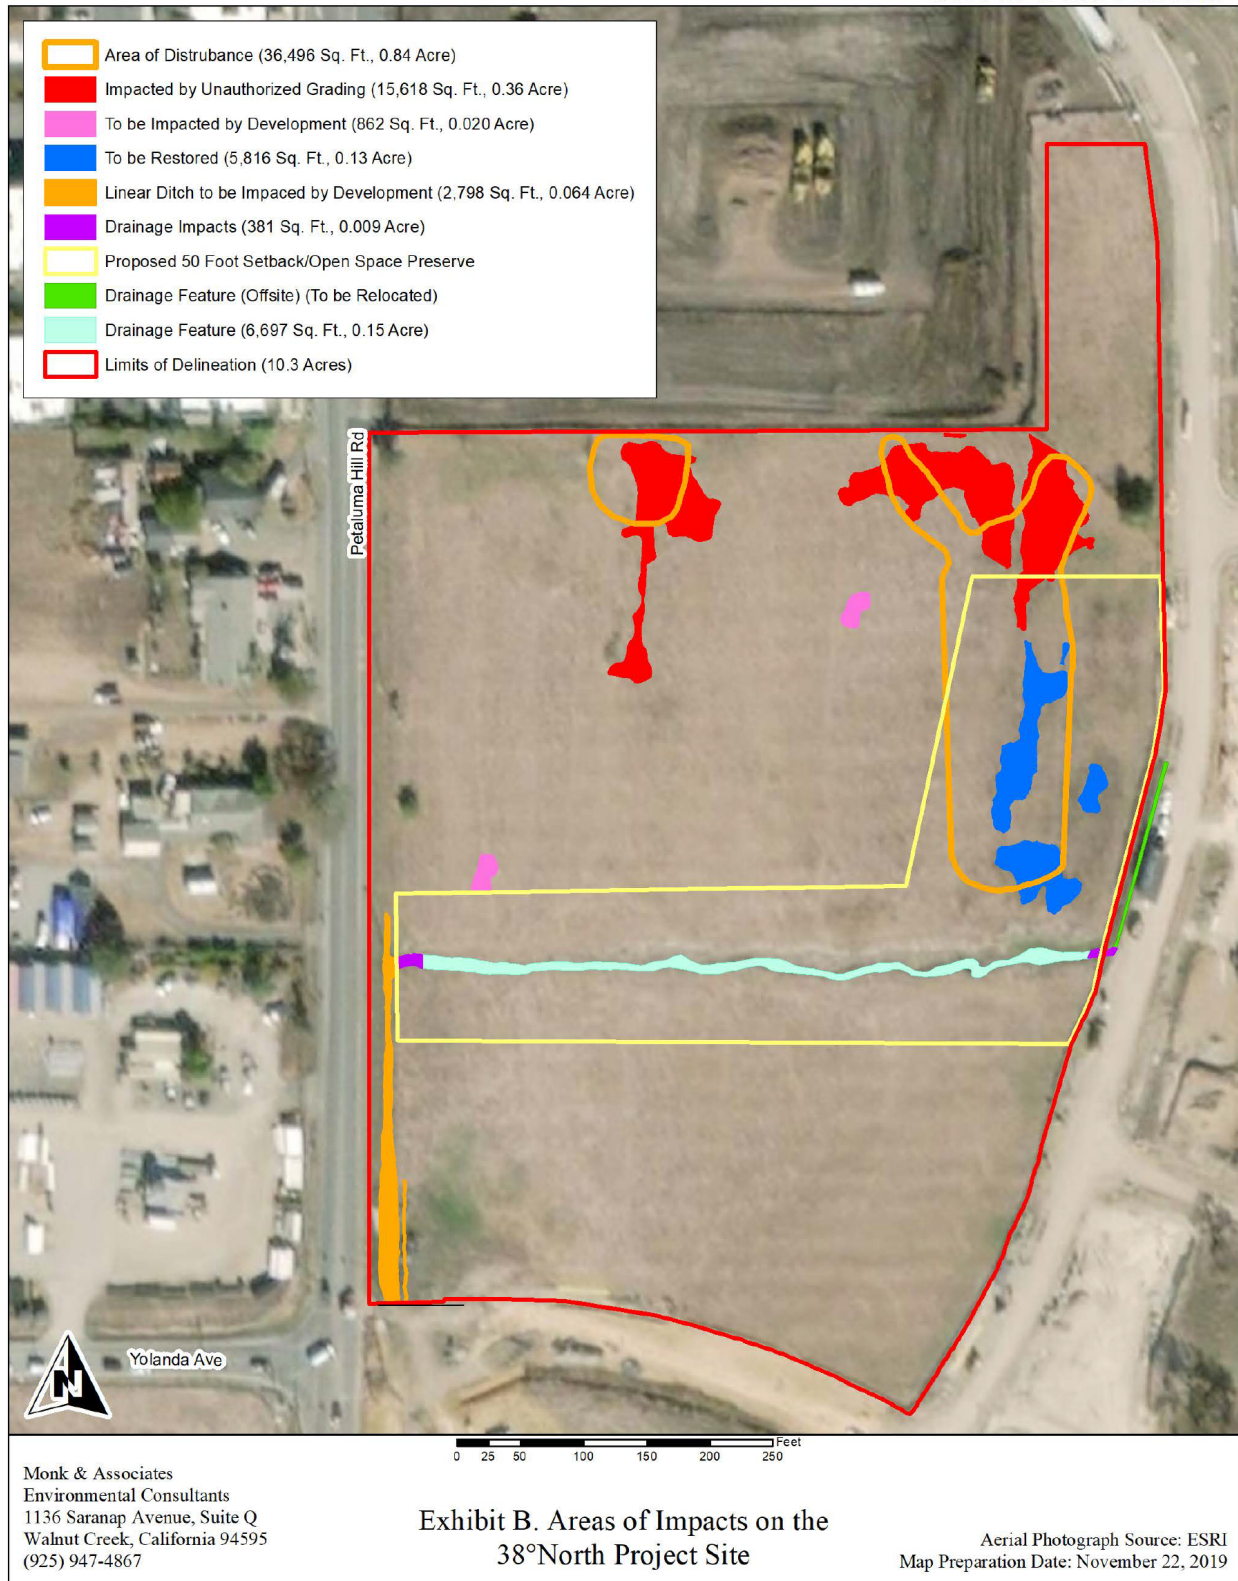 Area of Distrubance (36,496 Sq. Ft., 0.84 Acre)
Impacted by Unauthorized Grading (15,618 Sq. Ft., 0.36 Acre)
To be Impacted by Development (862 Sq. Ft., 0.020 Acre)
To be Restored (5,816 Sq. Ft., 0.13 Acre)
Linear Ditch to be Impaced by Development (2,798 Sq. Ft., 0.064 Acre)
Drainage Impacts (381 Sq. Ft., 0.009 Acre)
Proposed 50 Foot Setback/Open Space Preserve
Drainage Feature (Offsite) (To be Relocated)
Drainage Feature (6,697 Sq. Ft., 0.15 Acre)
Limits of Delineation (10.3 Acres)
Petaluma Hill Rd
Yolanda Ave
N
Feet
0 25 50 100 150 200 250
Monk & Associates
Environmental Consultants
1136 Saranap Avenue, Suite Q
Walnut Creek, California 94595
(925) 947-4867
Exhibit B. Areas of Impacts on the
38°North Project Site
Aerial Photograph Source: ESRI
Map Preparation Date: November 22, 2019